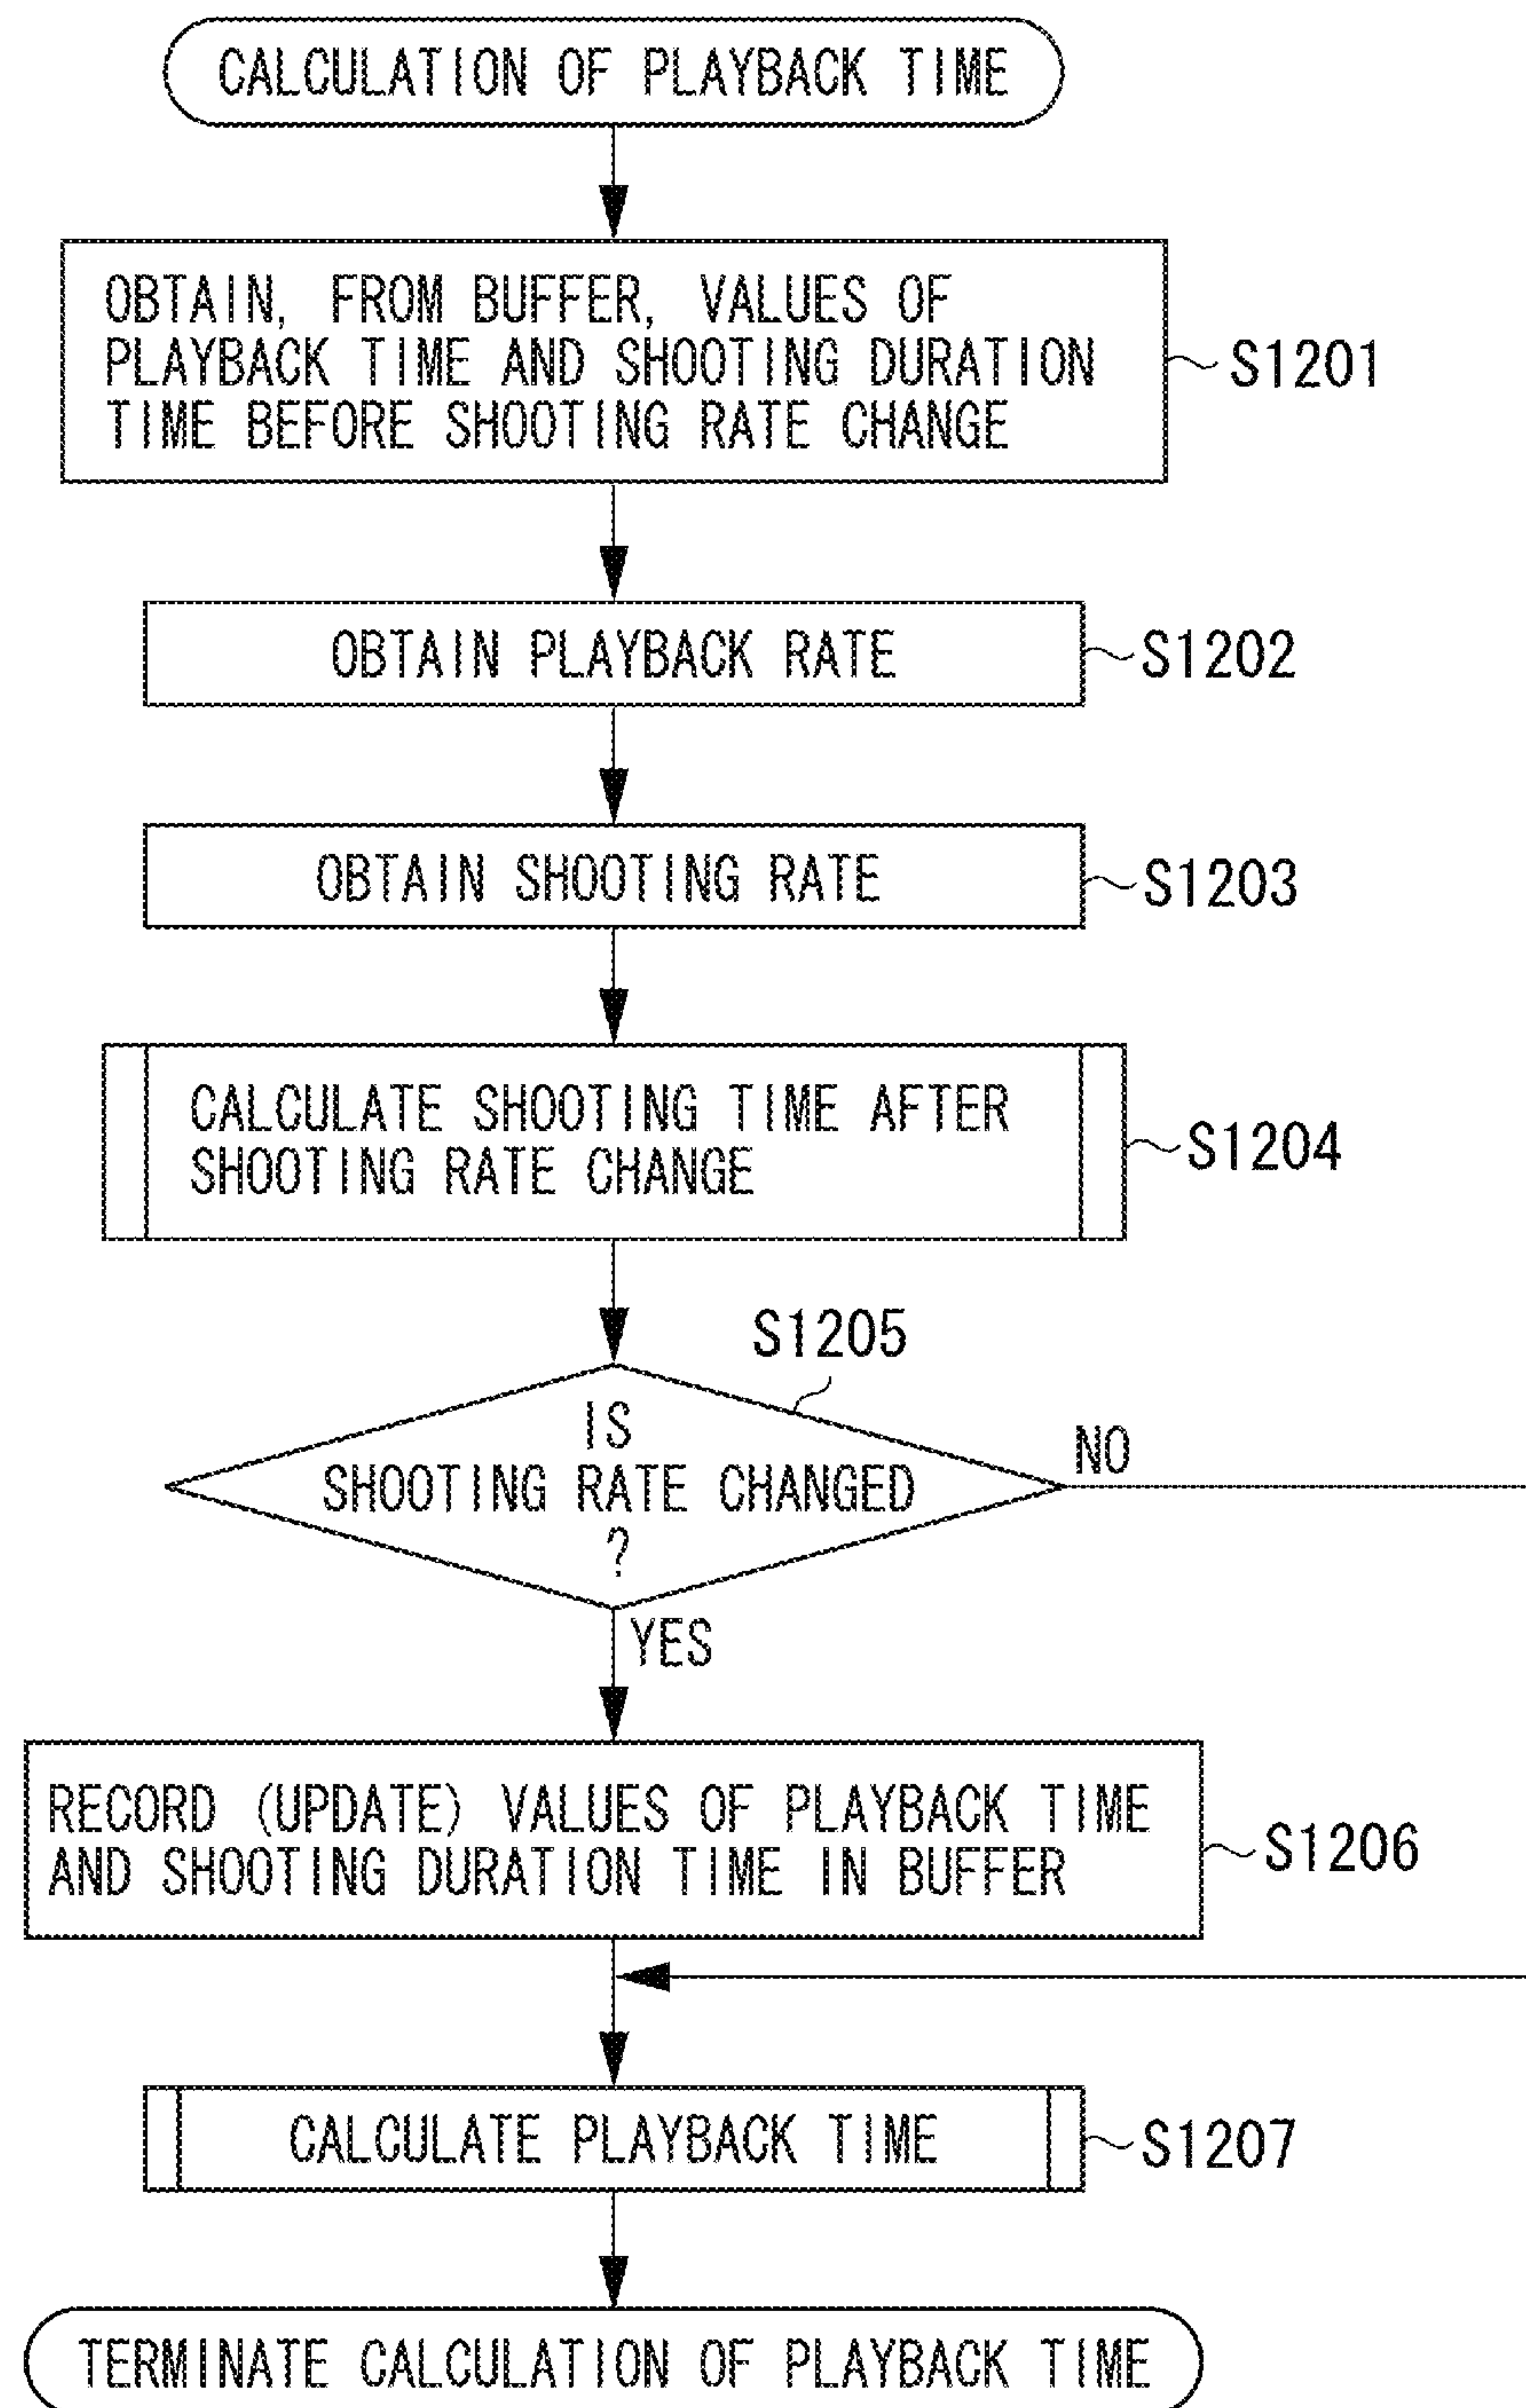 CALCULATION OF PLAYBACK TIME
OBTAIN, FROM BUFFER, VALUES OF
PLAYBACK TIME AND SHOOTING DURATION
TIME BEFORE SHOOTING RATE CHANGE
S1201
OBTAIN PLAYBACK RATE
S1202
OBTAIN SHOOTING RATE
S1203
CALCULATE SHOOTING TIME AFTER
SHOOTING RATE CHANGE
S1204
S1205
IS
SHOOTING RATE CHANGED
?
NO
YES
RECORD (UPDATE) VALUES OF PLAYBACK TIME
AND SHOOTING DURATION TIME IN BUFFER
S1206
CALCULATE PLAYBACK TIME
S1207
TERMINATE CALCULATION OF PLAYBACK TIME